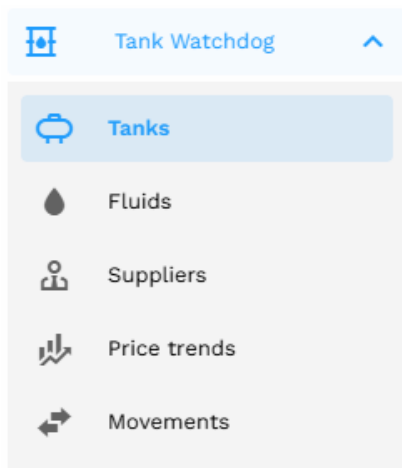 Tank Watchdog
Tanks
Fluids
Suppliers
Price trends
Movements